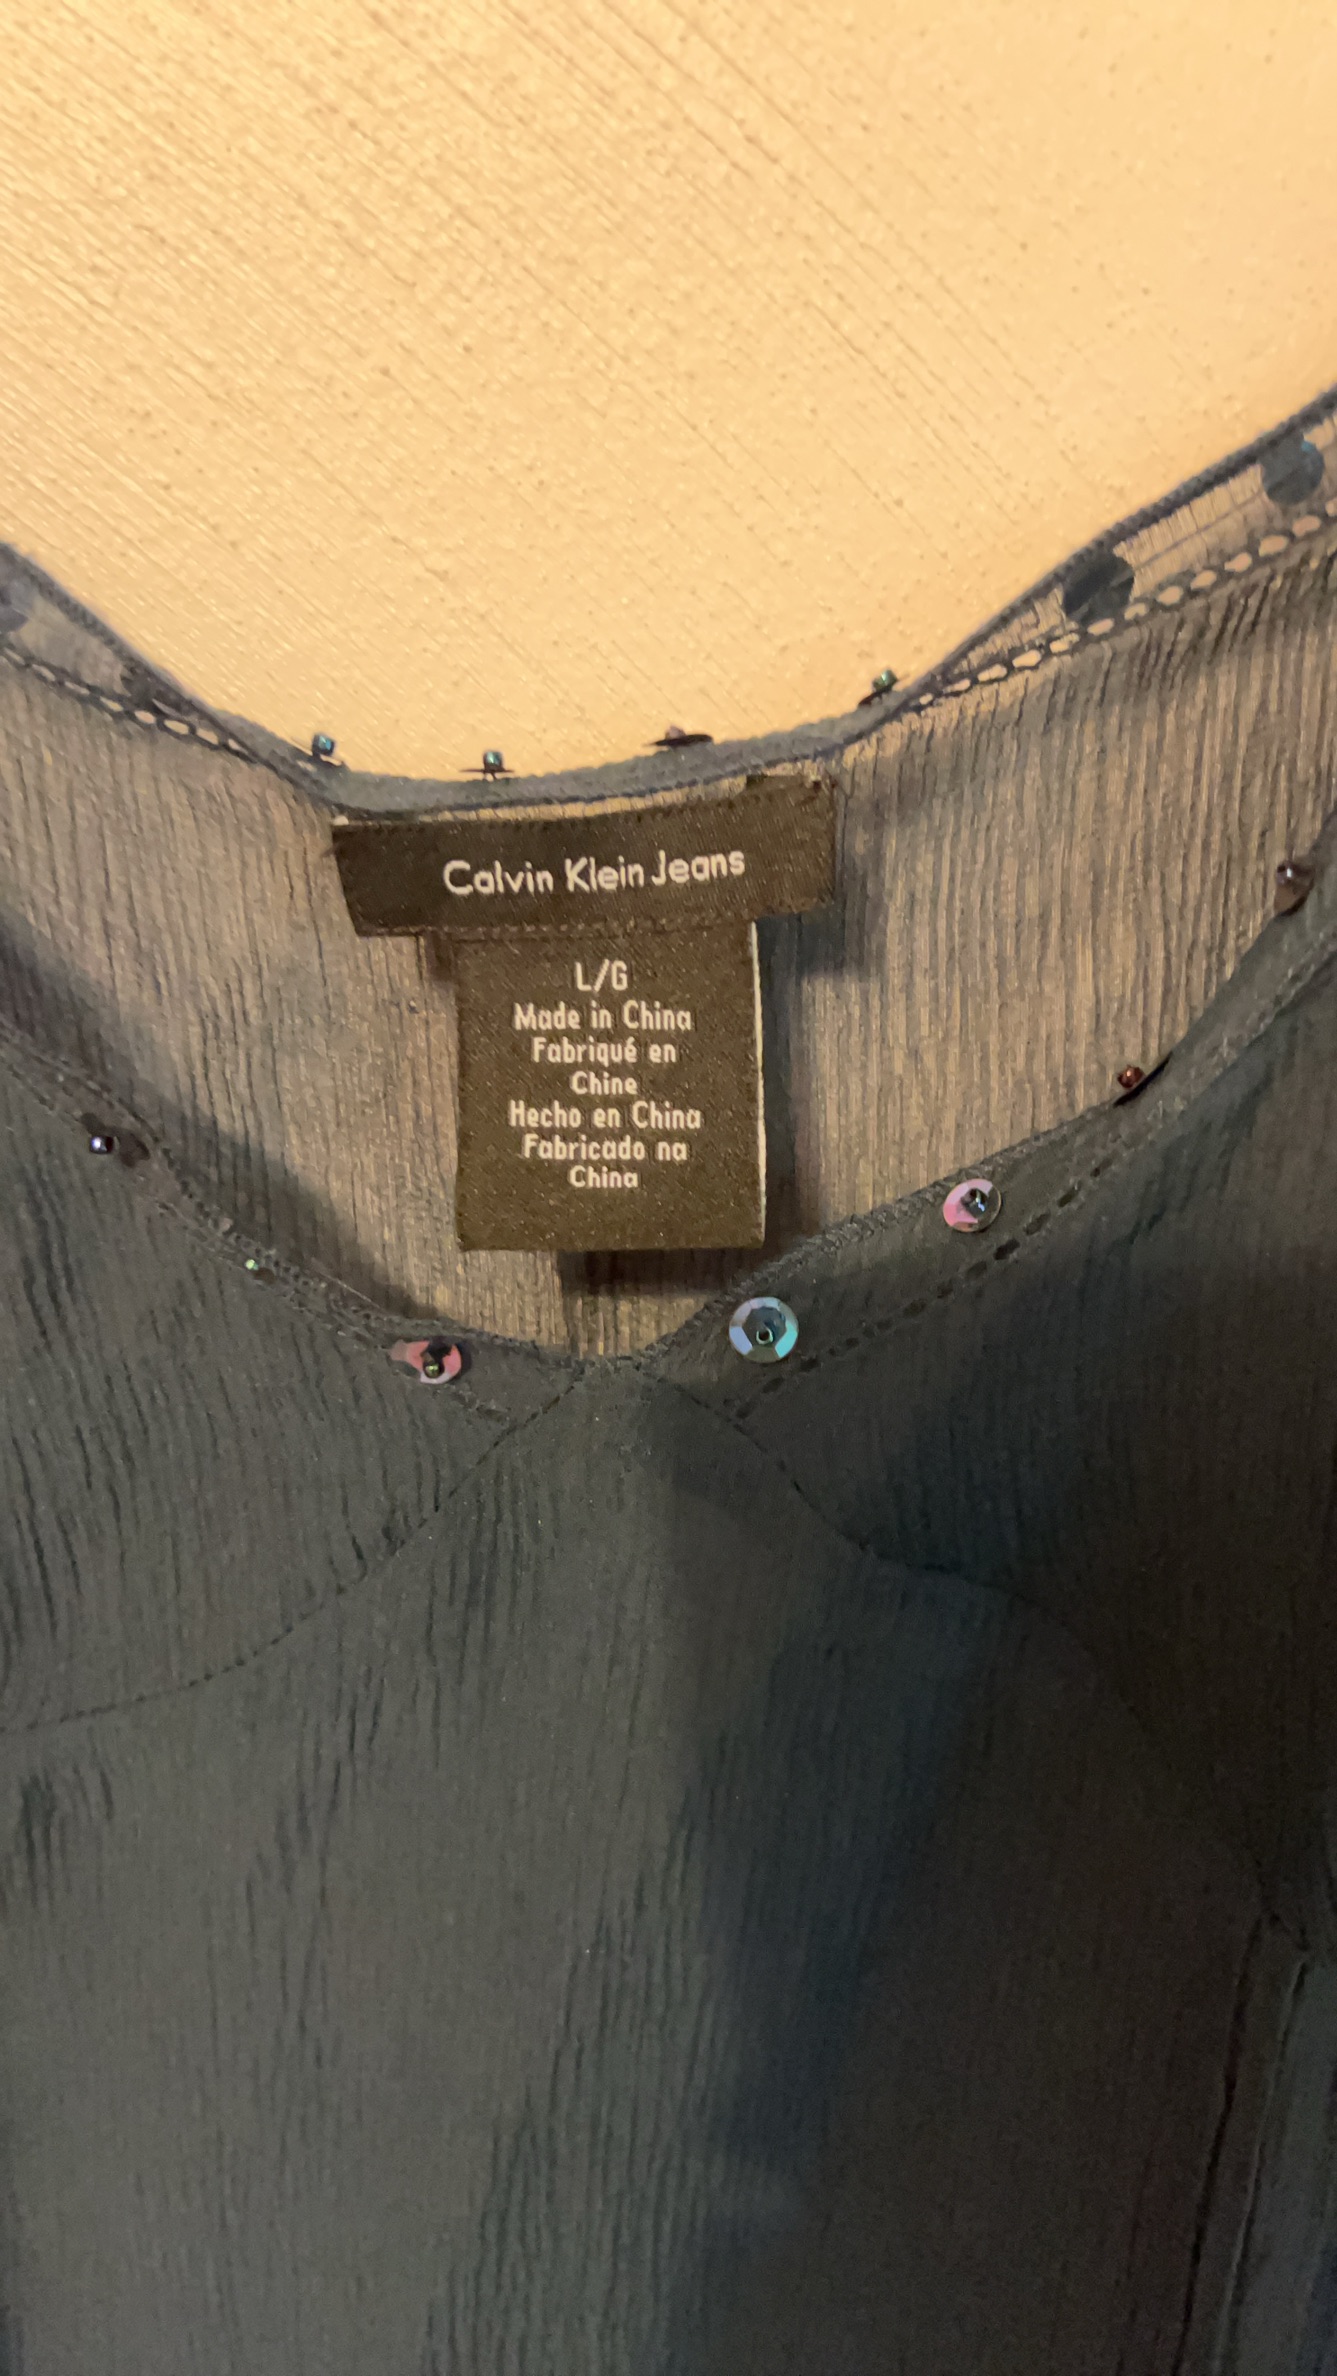 Calvin Klein Jeans
L/G
Made in China
Fabriqué en
Chine
Hecho en China
Fabricado na
China